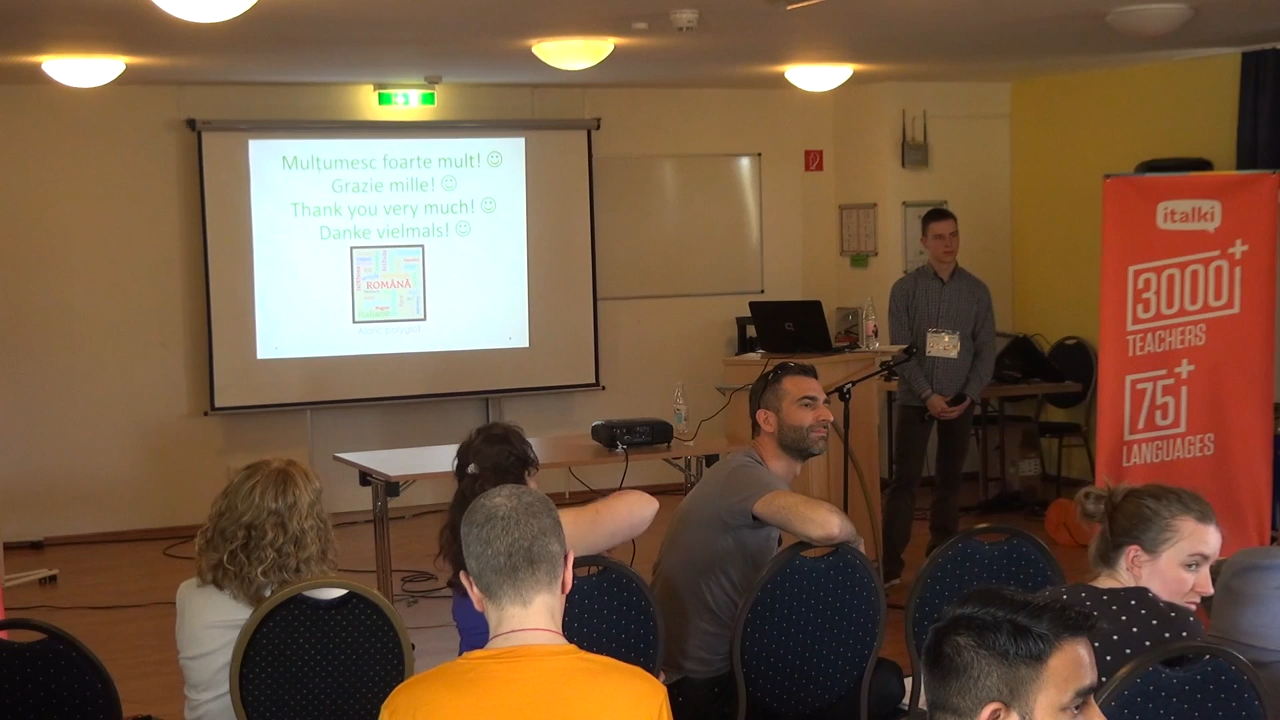 Mulțumesc foarte mult! ☺
Grazie mille! ☺
Thank you very much! ☺
Danke vielmals! ☺
ROMÂNĂ
italki
3000+
TEACHERS
75+
LANGUAGES